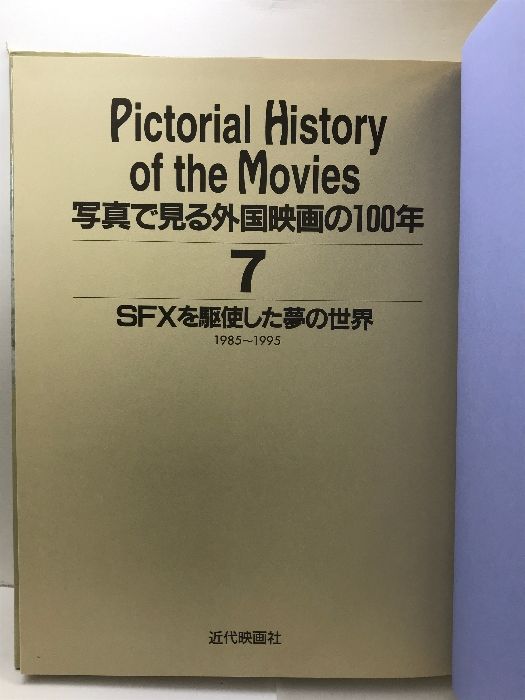 Pictorial History
of the Movies
写真で見る外国映画の100年
7
SFXを駆使した夢の世界
1985～1995
近代映画社